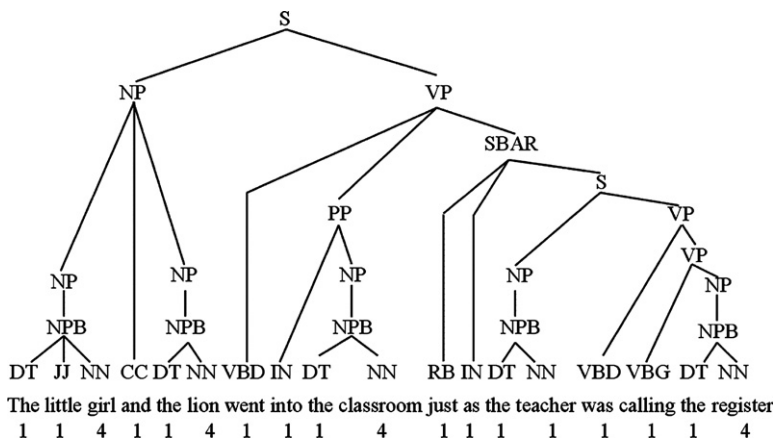 S
NP VP
SBAR
S
PP VP
VP
NP NP NP NP NP
NPB NPB NPB NPB NPB
DT JJ NN CC DT NN VBD IN DT NN RB IN DT NN VBD VBG DT NN
The little girl and the lion went into the classroom just as the teacher was calling the register
1 1 4 1 1 4 1 1 1 4 1 1 1 1 1 1 1 4